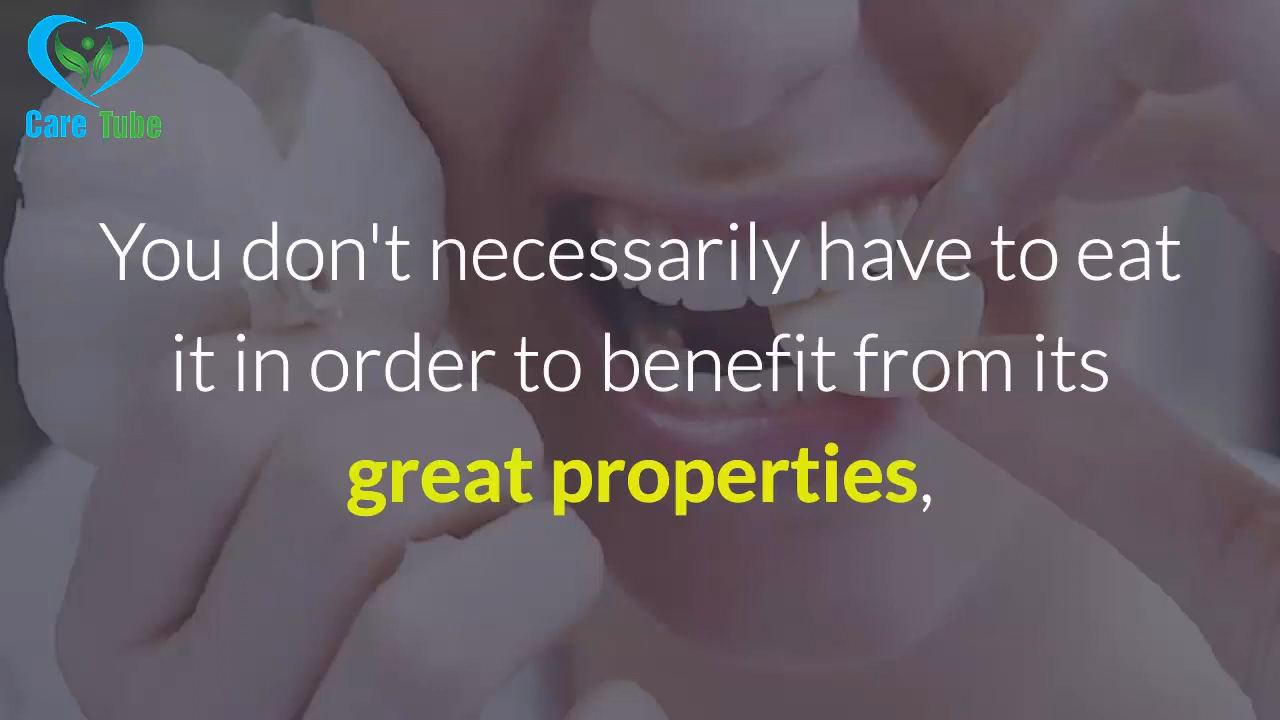 Care Tube
You don't necessarily have to eat
it in order to benefit from its
great properties,